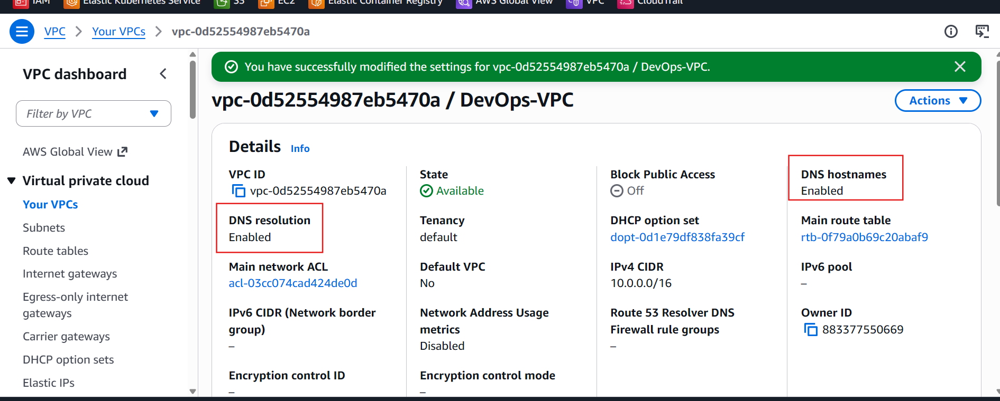 IAM
Elastic Kubernetes Service
S3
EC2
Elastic Container Registry
AWS Global View
VPC
CloudTrail
VPC
Your VPCs
vpc-0d52554987eb5470a
VPC dashboard
Filter by VPC
AWS Global View
Virtual private cloud
Your VPCs
Subnets
Route tables
Internet gateways
Egress-only internet
gateways
Carrier gateways
DHCP option sets
Elastic IPs
You have successfully modified the settings for vpc-0d52554987eb5470a / DevOps-VPC.
vpc-0d52554987eb5470a / DevOps-VPC
Actions
Details Info
VPC ID
vpc-0d52554987eb5470a
State
Available
Block Public Access
Off
DNS hostnames
Enabled
DNS resolution
Enabled
Tenancy
default
DHCP option set
dopt-0d1e79df838fa39cf
Main route table
rtb-0f79a0b69c20abaf9
Main network ACL
acl-03cc074cad424de0d
Default VPC
No
IPv4 CIDR
10.0.0.0/16
IPv6 pool
–
IPv6 CIDR (Network border
group)
–
Network Address Usage
metrics
Disabled
Route 53 Resolver DNS
Firewall rule groups
–
Owner ID
883377550669
Encryption control ID
–
Encryption control mode
–